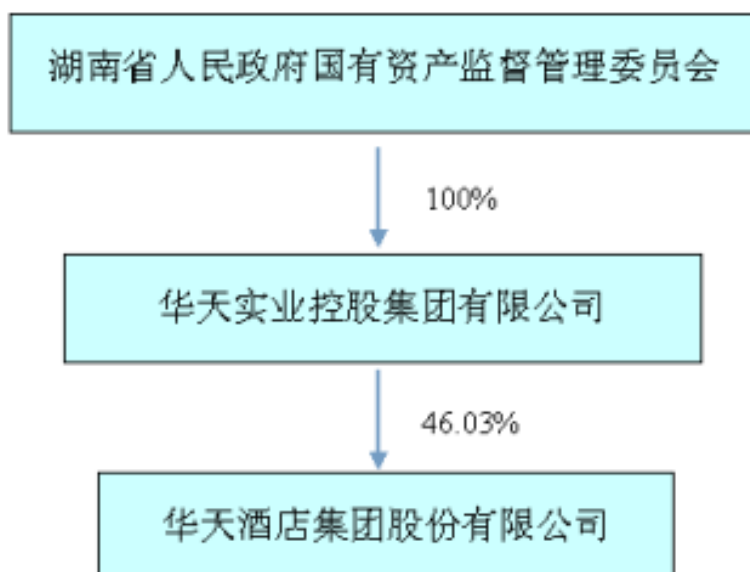 湖南省人民政府国有资产监督管理委员会
100%
华天实业控股集团有限公司
46.03%
华天酒店集团股份有限公司